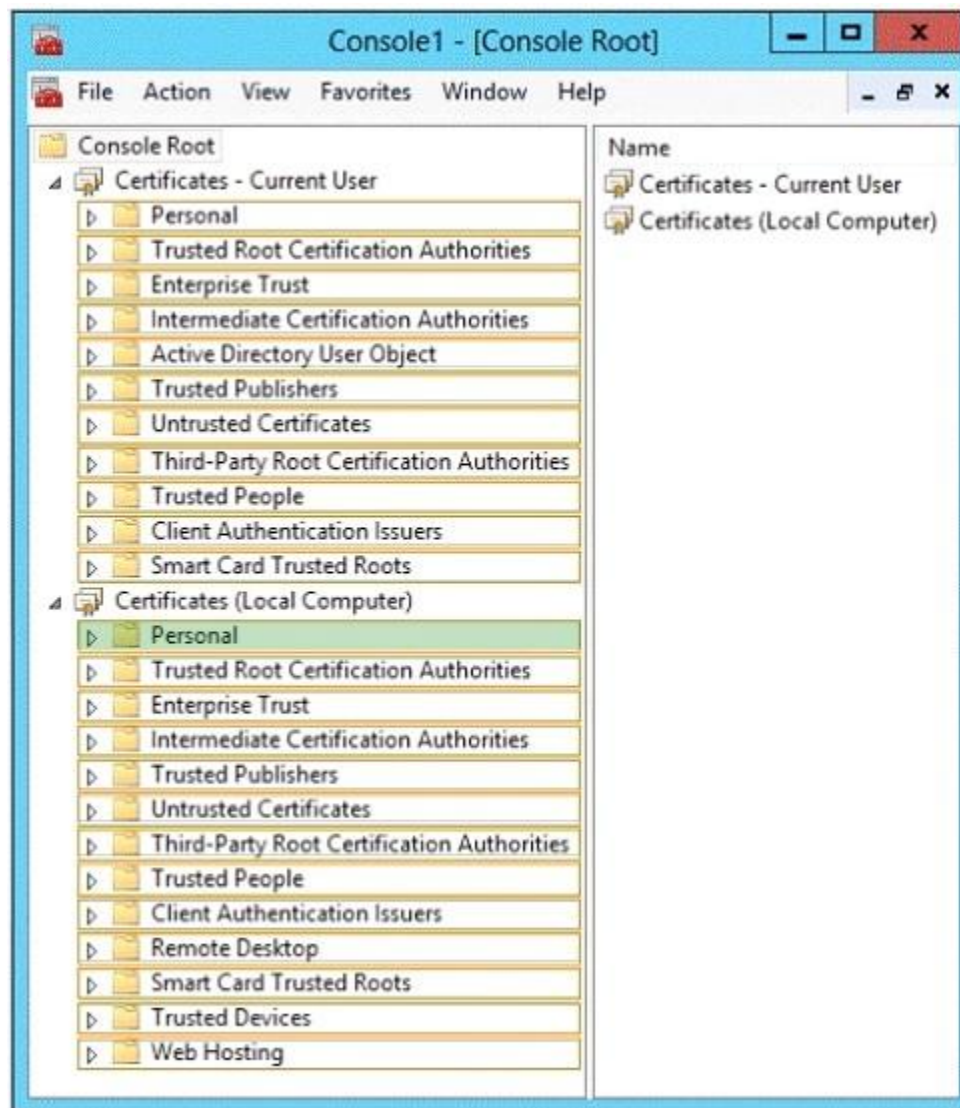 Console1 - [Console Root]
File Action View Favorites Window Help
Console Root
Certificates - Current User
Personal
Trusted Root Certification Authorities
Enterprise Trust
Intermediate Certification Authorities
Active Directory User Object
Trusted Publishers
Untrusted Certificates
Third-Party Root Certification Authorities
Trusted People
Client Authentication Issuers
Smart Card Trusted Roots
Certificates (Local Computer)
Personal
Trusted Root Certification Authorities
Enterprise Trust
Intermediate Certification Authorities
Trusted Publishers
Untrusted Certificates
Third-Party Root Certification Authorities
Trusted People
Client Authentication Issuers
Remote Desktop
Smart Card Trusted Roots
Trusted Devices
Web Hosting
Name
Certificates - Current User
Certificates (Local Computer)